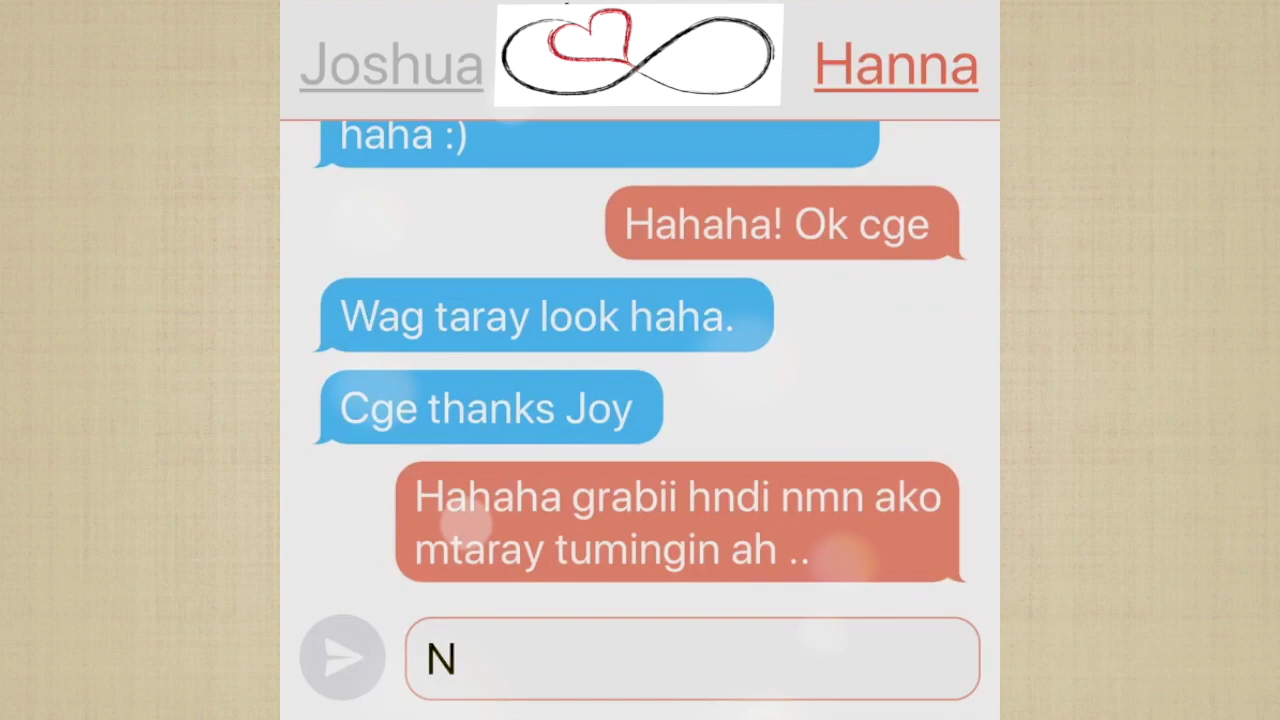 Joshua
Hanna
haha :)
Hahaha! Ok cge
Wag taray look haha.
Cge thanks Joy
Hahaha grabii hndi nmn ako
mtaray tumingin ah ..
N